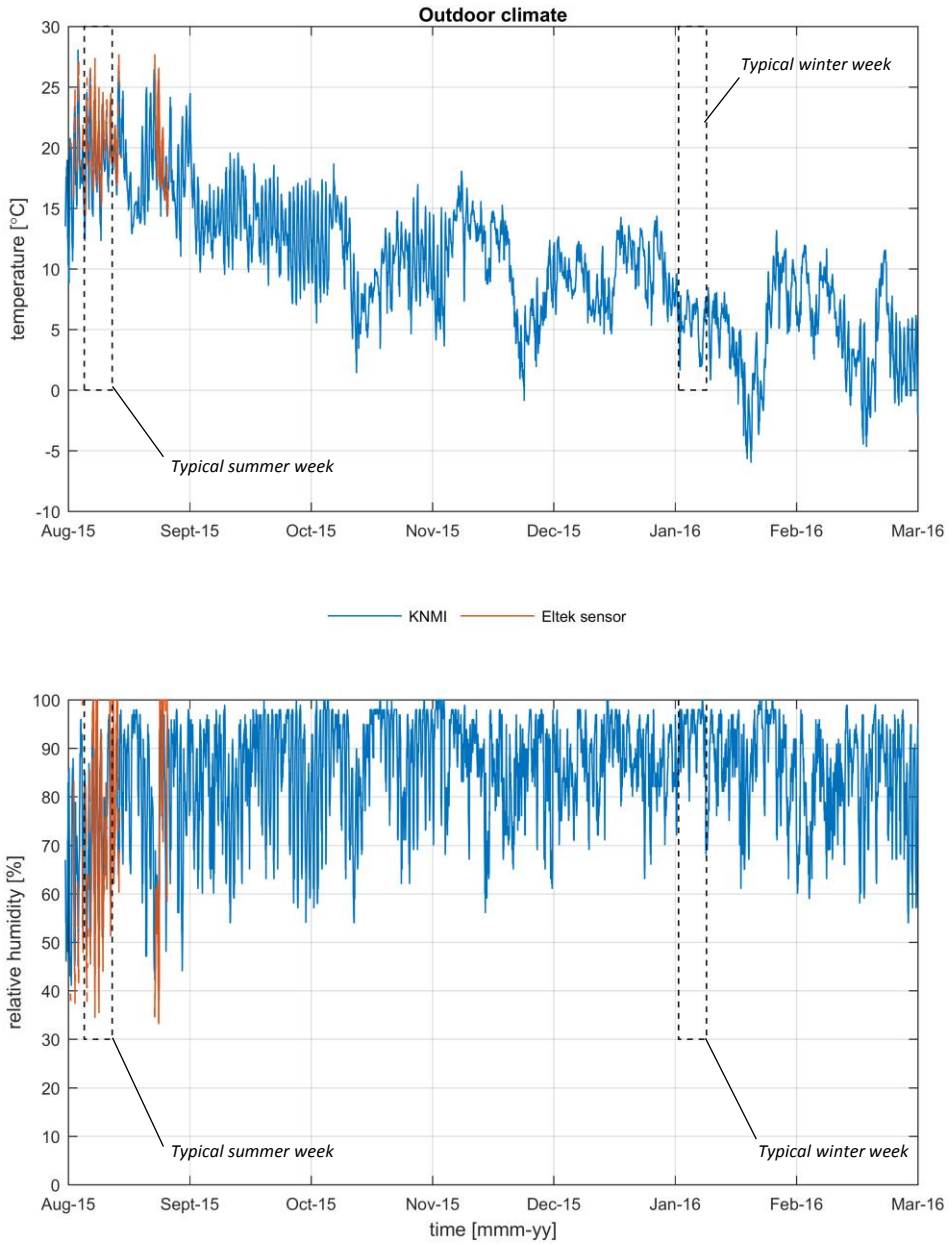 Outdoor climate
30
25
20
15
10
5
0
-5
-10
temperature [°C]
Typical winter week
Typical summer week
Aug-15 Sept-15 Oct-15 Nov-15 Dec-15 Jan-16 Feb-16 Mar-16
KNMI Eltek sensor
100
90
80
70
60
50
40
30
20
10
0
relative humidity [%]
Typical summer week Typical winter week
Aug-15 Sept-15 Oct-15 Nov-15 Dec-15 Jan-16 Feb-16 Mar-16
time [mmm-yy]